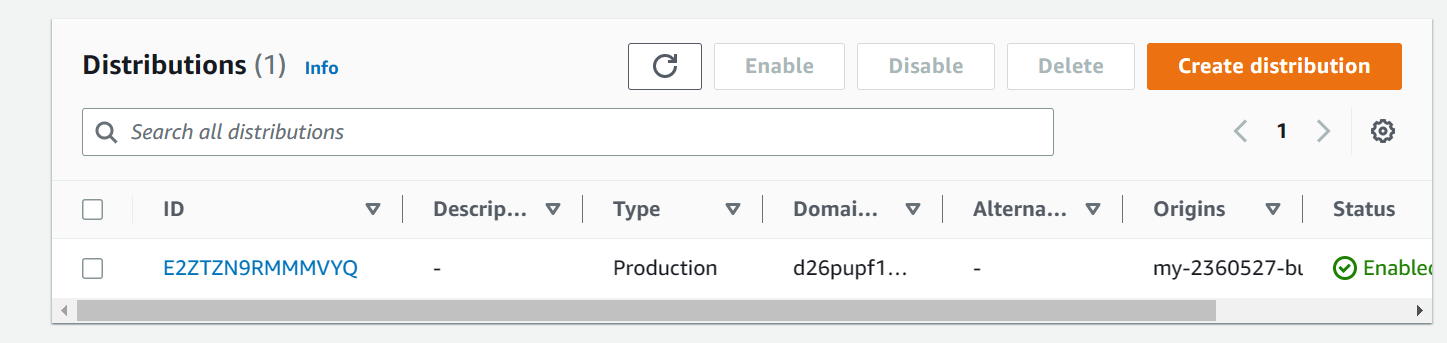 Distributions (1) Info
Enable
Disable
Delete
Create distribution
Search all distributions
1
ID
Descrip...
Type
Domai...
Alterna...
Origins
Status
E2ZTZN9RMMMVYQ
-
Production
d26pupf1...
-
my-2360527-bu
Enabled